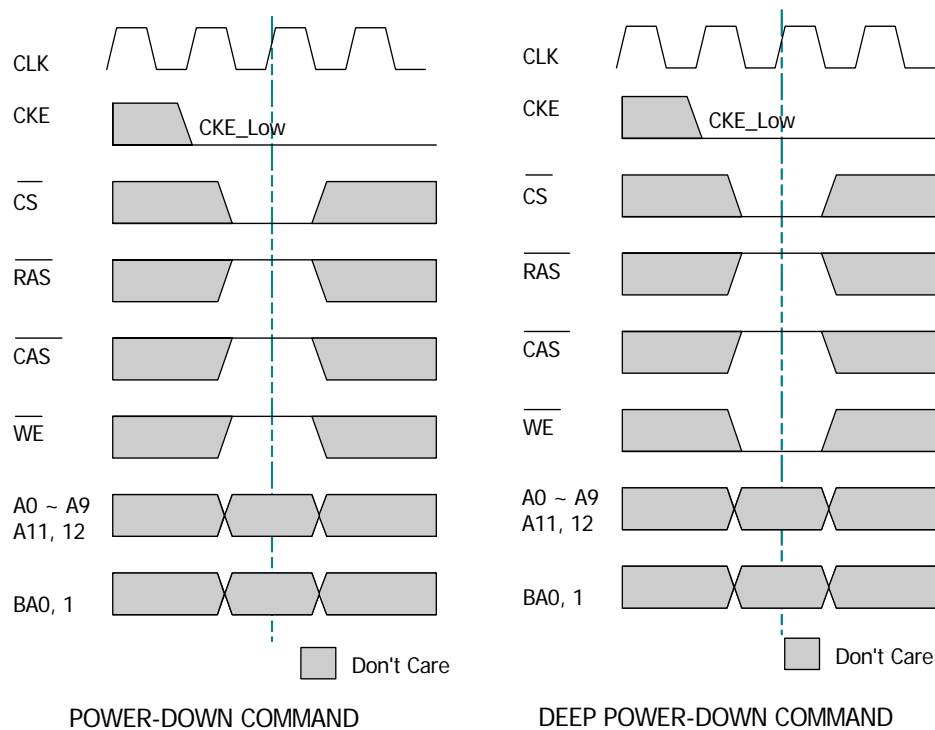 CLK
CKE
CKE_Low
CS
RAS
CAS
WE
A0 ~ A9
A11, 12
BA0, 1
Don't Care
POWER-DOWN COMMAND
CLK
CKE
CKE_Low
CS
RAS
CAS
WE
A0 ~ A9
A11, 12
BA0, 1
Don't Care
DEEP POWER-DOWN COMMAND